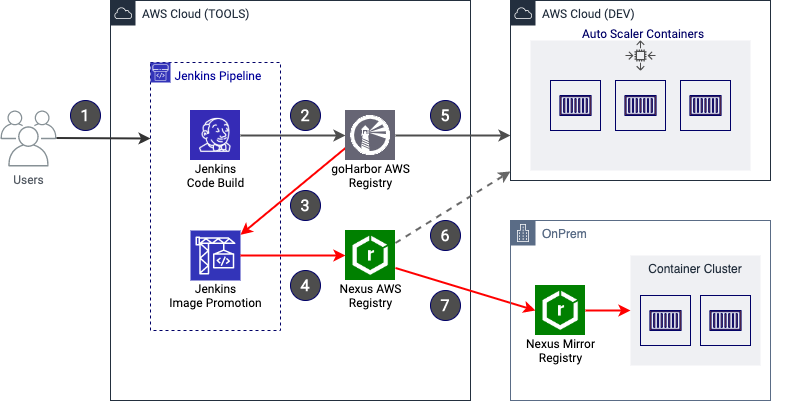 AWS Cloud (TOOLS)
AWS Cloud (DEV)
Auto Scaler Containers
Jenkins Pipeline
1
2
5
Users
Jenkins
Code Build
goHarbor AWS
Registry
3
6
OnPrem
r
4
Jenkins
Image Promotion
Nexus AWS
Registry
7
Container Cluster
r
Nexus Mirror
Registry